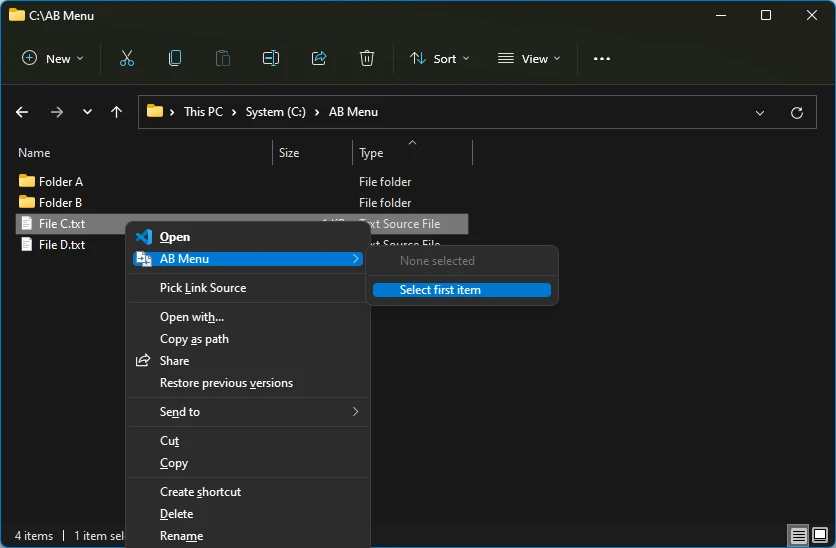 C:\AB Menu
New Sort View
This PC System (C:) AB Menu
Name Size Type
Folder A File folder
Folder B File folder
File C.txt 1 KB Text Source File
File D.txt Text Source File
Open
AB Menu
None selected
Select first item
Pick Link Source
Open with...
Copy as path
Share
Restore previous versions
Send to
Cut
Copy
Create shortcut
Delete
Rename
4 items 1 item sel